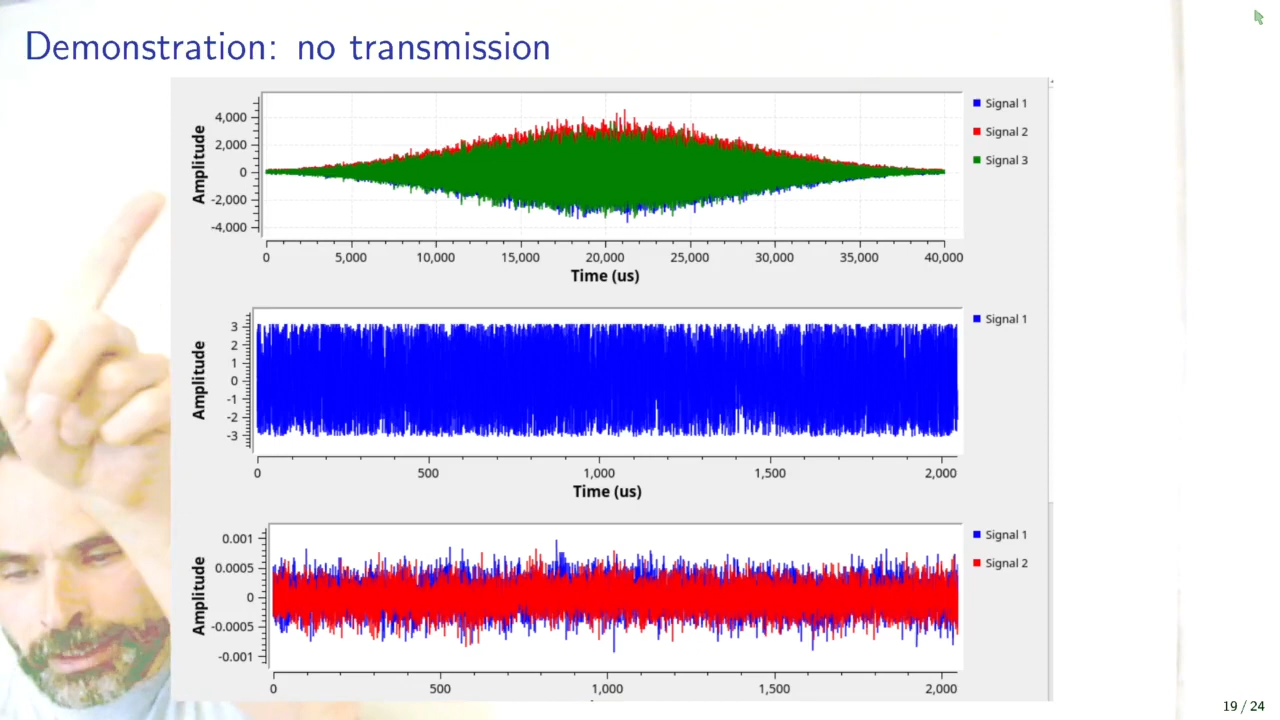 Demonstration: no transmission
Amplitude
4,000
2,000
0
-2,000
-4,000
Signal 1
Signal 2
Signal 3
0 5,000 10,000 15,000 20,000 25,000 30,000 35,000 40,000
Time (us)
Amplitude
3
2
1
0
-1
-2
-3
Signal 1
0 500 1,000 1,500 2,000
Time (us)
Amplitude
0.001
0.0005
0
-0.0005
-0.001
Signal 1
Signal 2
0 500 1,000 1,500 2,000
19 / 24